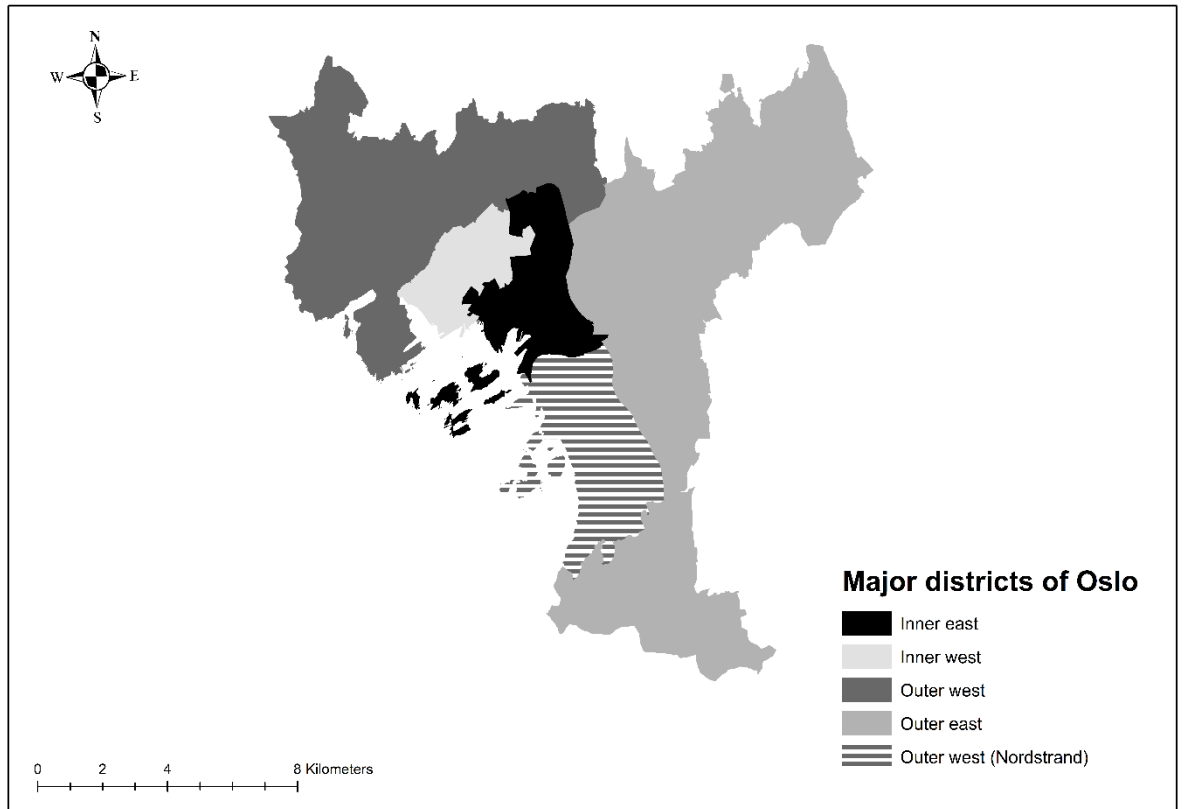 N
W E
S
Major districts of Oslo
Inner east
Inner west
Outer west
Outer east
Outer west (Nordstrand)
0 2 4 8 Kilometers